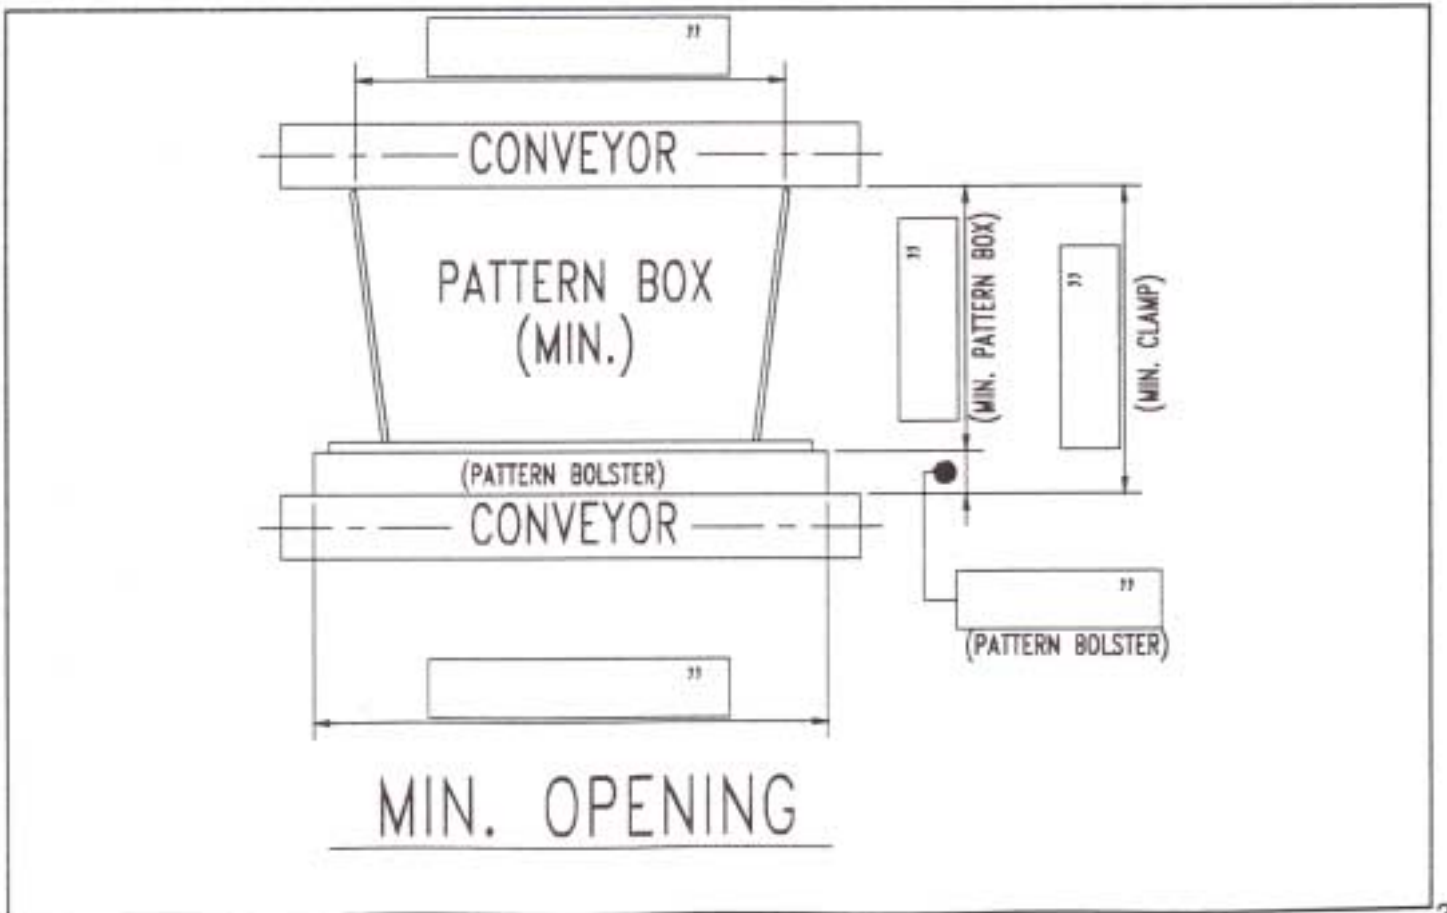 "
CONVEYOR
PATTERN BOX
(MIN.)
"
(MIN. PATTERN BOX)
"
(MIN. CLAMP)
(PATTERN BOLSTER)
CONVEYOR
"
(PATTERN BOLSTER)
"
MIN. OPENING